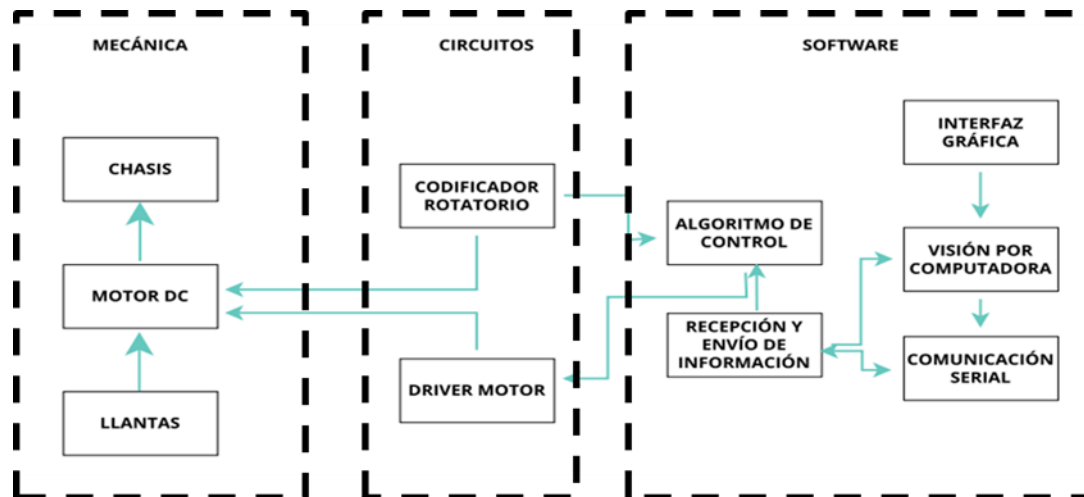 MECÁNICA
CHASIS
MOTOR DC
LLANTAS
CIRCUITOS
CODIFICADOR
ROTATORIO
DRIVER MOTOR
SOFTWARE
ALGORITMO DE
CONTROL
RECEPCIÓN Y
ENVÍO DE
INFORMACIÓN
INTERFAZ
GRÁFICA
VISIÓN POR
COMPUTADORA
COMUNICACIÓN
SERIAL